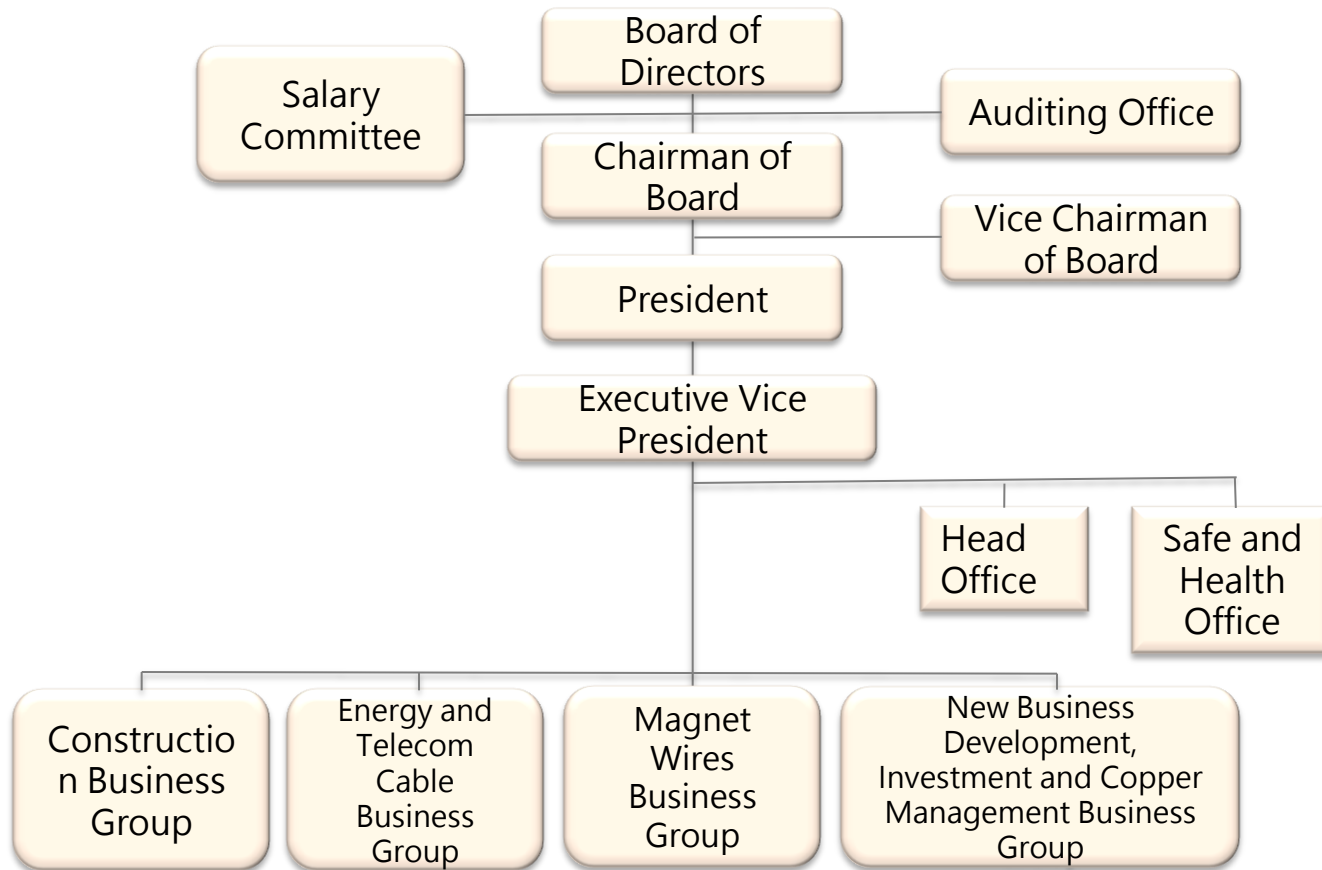 Board of
Directors
Salary
Committee
Auditing Office
Chairman of
Board
Vice Chairman
of Board
President
Executive Vice
President
Head
Office
Safe and
Health
Office
Constructio
n Business
Group
Energy and
Telecom
Cable
Business
Group
Magnet
Wires
Business
Group
New Business
Development,
Investment and Copper
Management Business
Group